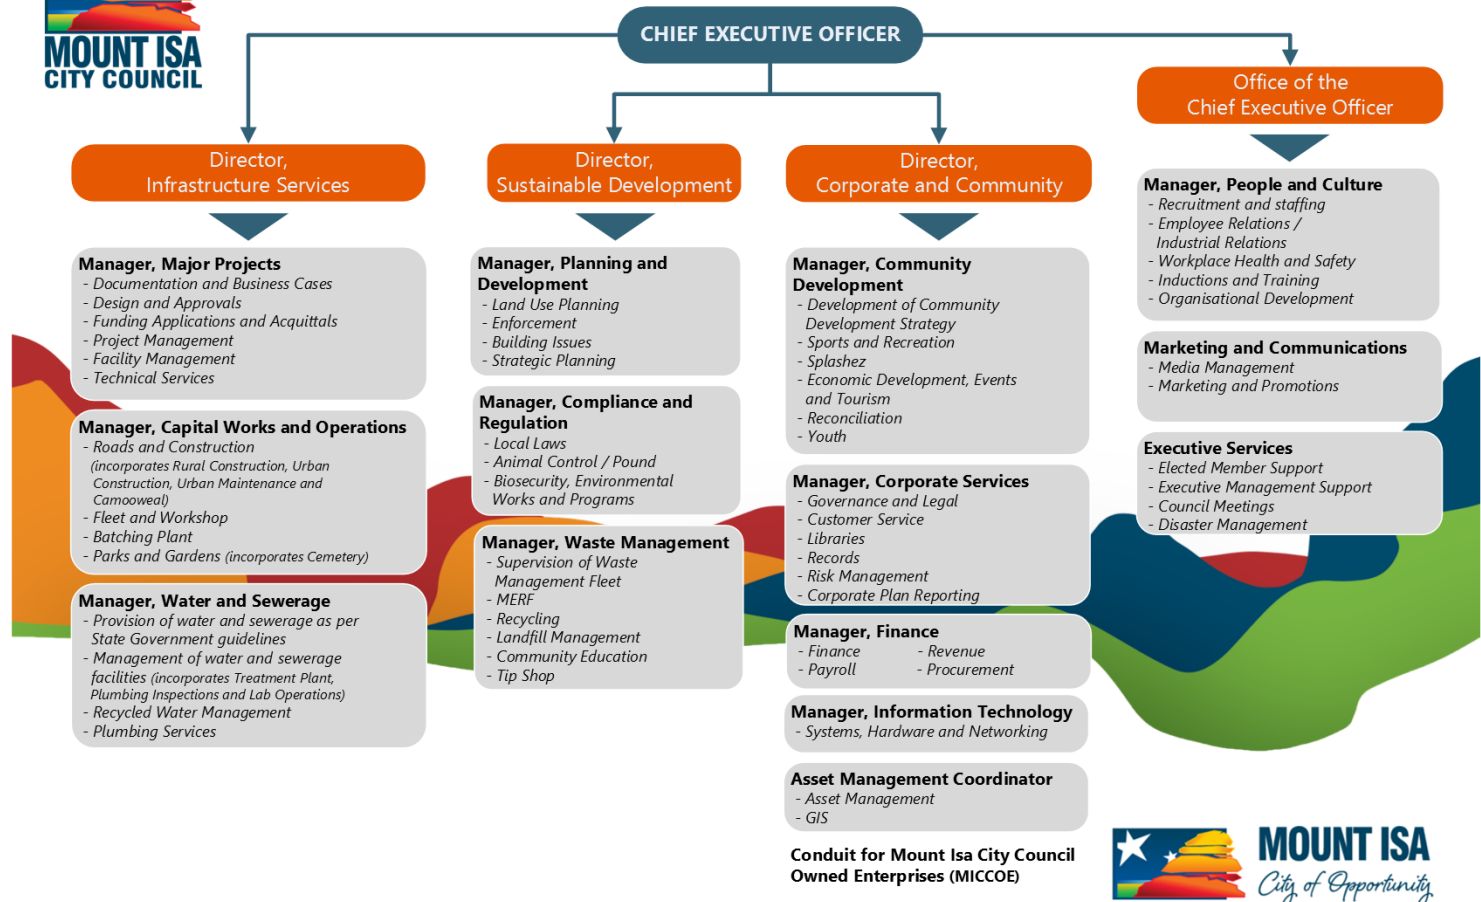 MOUNT ISA
CITY COUNCIL
CHIEF EXECUTIVE OFFICER
Director,
Infrastructure Services
Manager, Major Projects
- Documentation and Business Cases
- Design and Approvals
- Funding Applications and Acquittals
- Project Management
- Facility Management
- Technical Services
Manager, Capital Works and Operations
- Roads and Construction
(incorporates Rural Construction, Urban
Construction, Urban Maintenance and
Camooweal)
- Fleet and Workshop
- Batching Plant
- Parks and Gardens (incorporates Cemetery)
Manager, Water and Sewerage
- Provision of water and sewerage as per
State Government guidelines
- Management of water and sewerage
facilities (incorporates Treatment Plant,
Plumbing Inspections and Lab Operations)
- Recycled Water Management
- Plumbing Services
Director,
Sustainable Development
Manager, Planning and
Development
- Land Use Planning
- Enforcement
- Building Issues
- Strategic Planning
Manager, Compliance and
Regulation
- Local Laws
- Animal Control / Pound
- Biosecurity, Environmental
Works and Programs
Manager, Waste Management
- Supervision of Waste
Management Fleet
- MERF
- Recycling
- Landfill Management
- Community Education
- Tip Shop
Director,
Corporate and Community
Manager, Community
Development
- Development of Community
Development Strategy
- Sports and Recreation
- Splashez
- Economic Development, Events
and Tourism
- Reconciliation
- Youth
Manager, Corporate Services
- Governance and Legal
- Customer Service
- Libraries
- Records
- Risk Management
- Corporate Plan Reporting
Manager, Finance
- Finance - Revenue
- Payroll - Procurement
Manager, Information Technology
- Systems, Hardware and Networking
Asset Management Coordinator
- Asset Management
- GIS
Conduit for Mount Isa City Council
Owned Enterprises (MICCOE)
Office of the
Chief Executive Officer
Manager, People and Culture
- Recruitment and staffing
- Employee Relations /
Industrial Relations
- Workplace Health and Safety
- Inductions and Training
- Organisational Development
Marketing and Communications
- Media Management
- Marketing and Promotions
Executive Services
- Elected Member Support
- Executive Management Support
- Council Meetings
- Disaster Management
MOUNT ISA
City of Opportunity